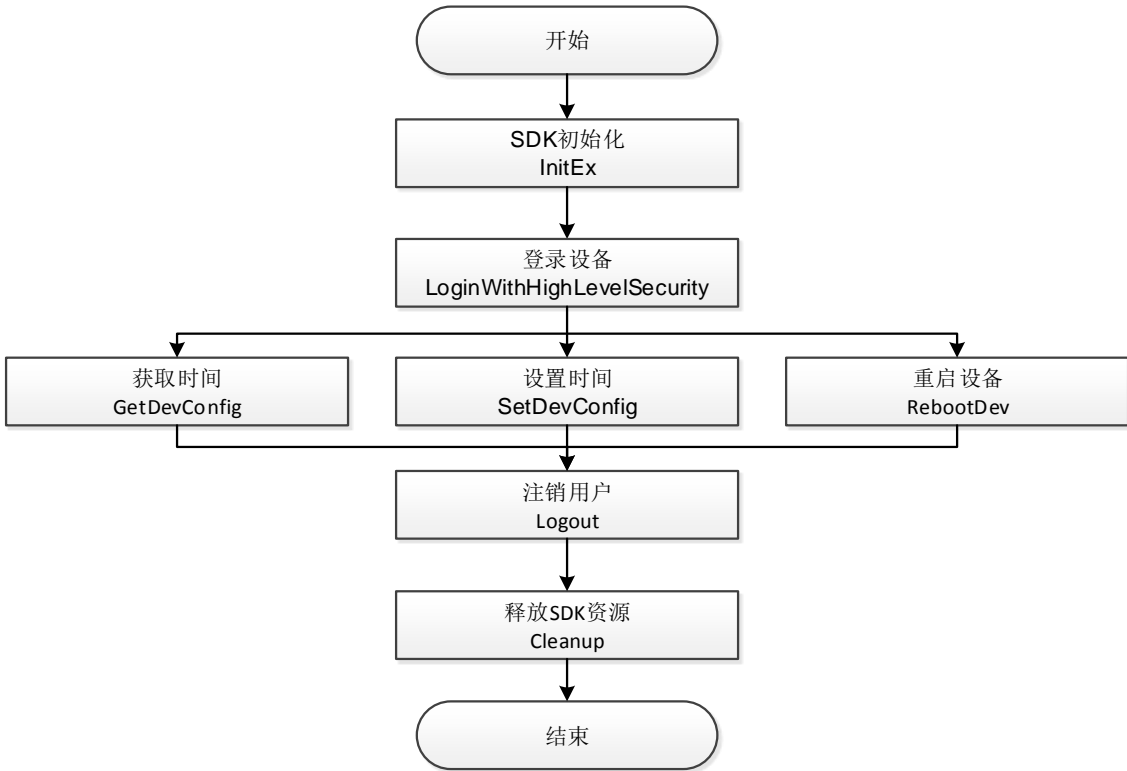 开始
SDK初始化
InitEx
登录设备
LoginWithHighLevelSecurity
获取时间
GetDevConfig
设置时间
SetDevConfig
重启设备
RebootDev
注销用户
Logout
释放SDK资源
Cleanup
结束